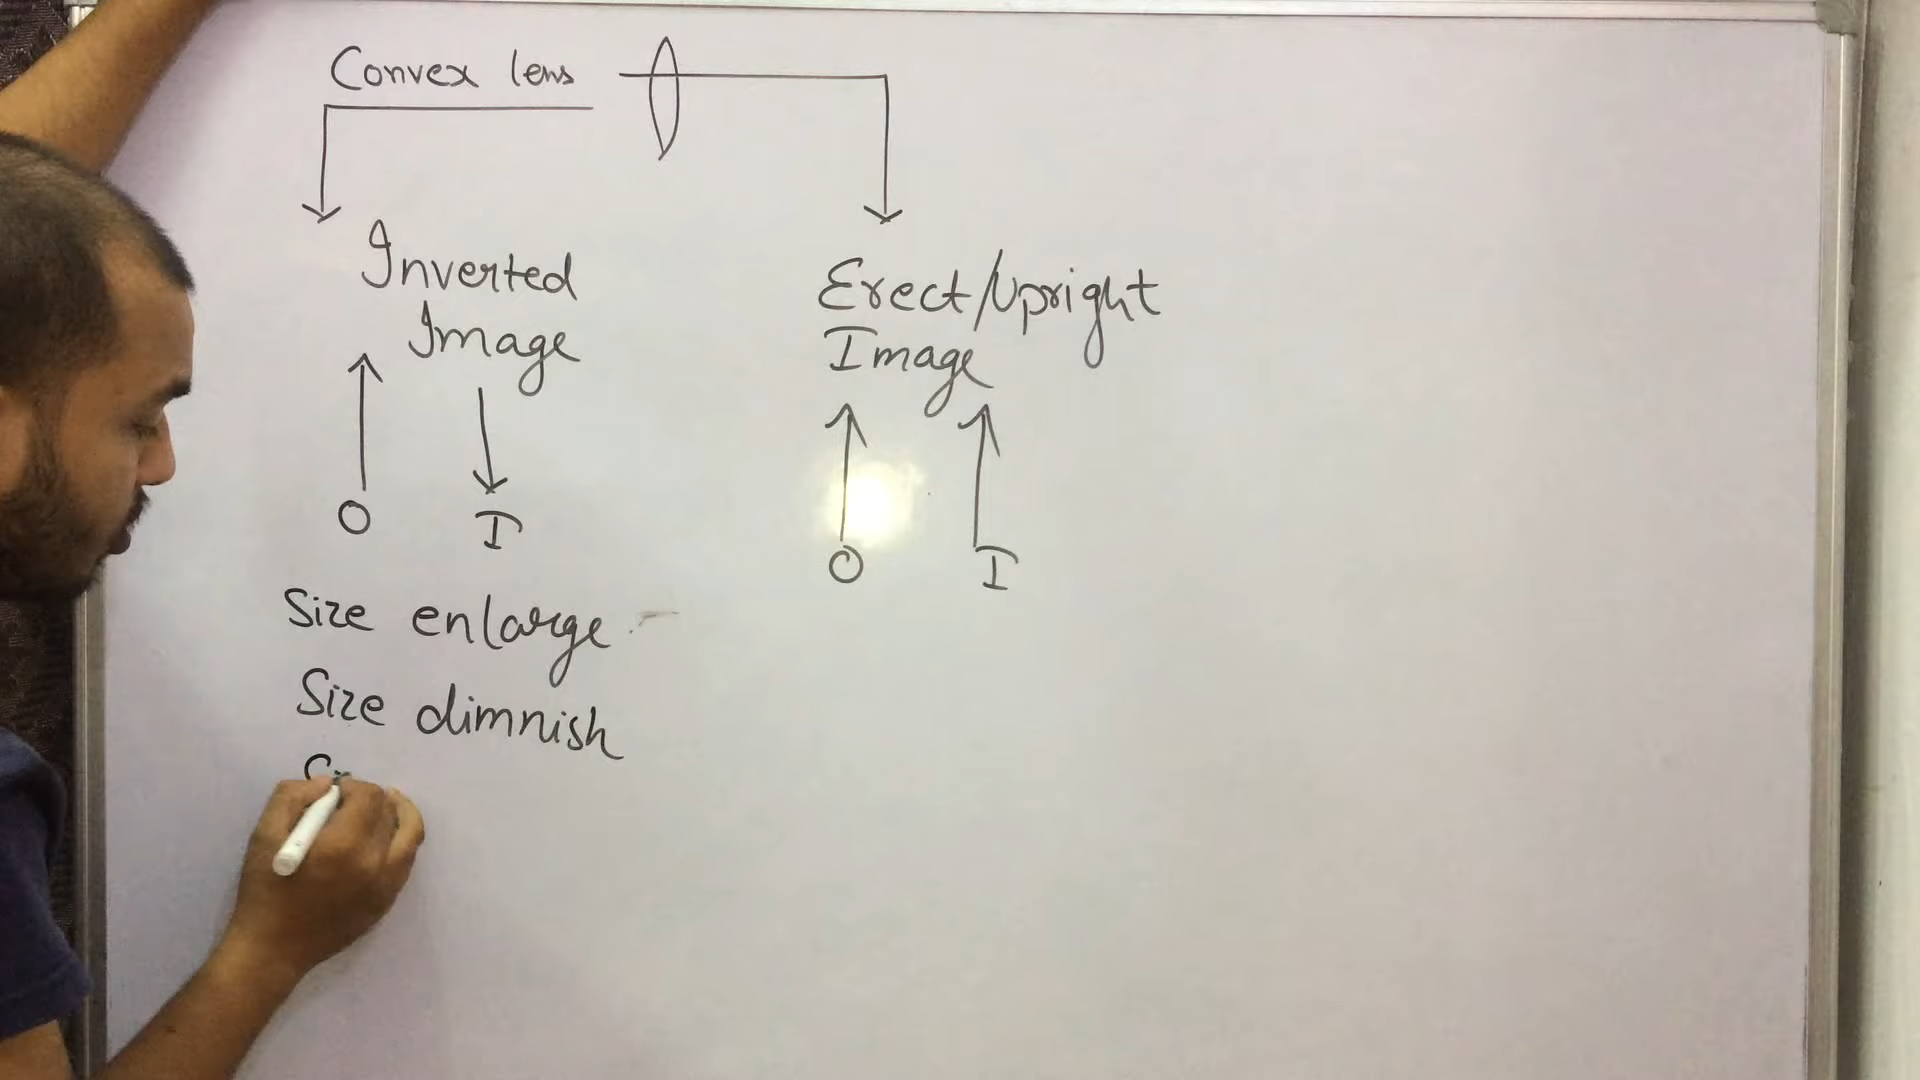 Convex lens
Inverted
Image
O I
Size enlarge
Size dimnish
Erect/Upright
Image
O I